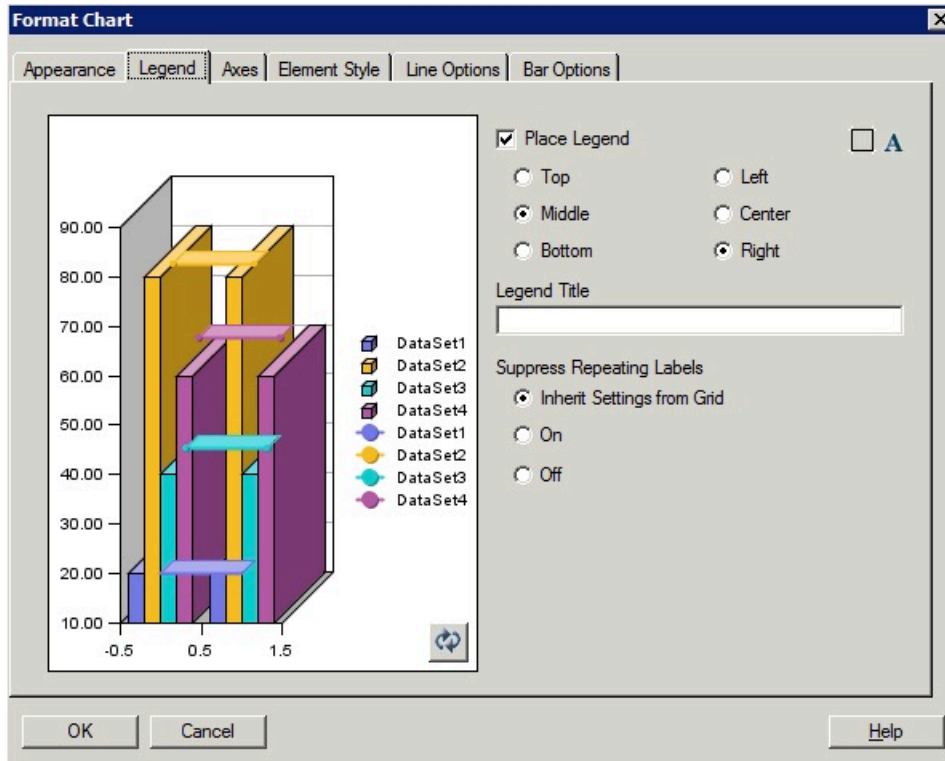 Format Chart
Appearance Legend Axes Element Style Line Options Bar Options
90.00
80.00
70.00
60.00
50.00
40.00
30.00
20.00
10.00
-0.5 0.5 1.5
DataSet1
DataSet2
DataSet3
DataSet4
DataSet1
DataSet2
DataSet3
DataSet4
Place Legend
A
Top Left
Middle Center
Bottom Right
Legend Title
Suppress Repeating Labels
Inherit Settings from Grid
On
Off
OK Cancel Help